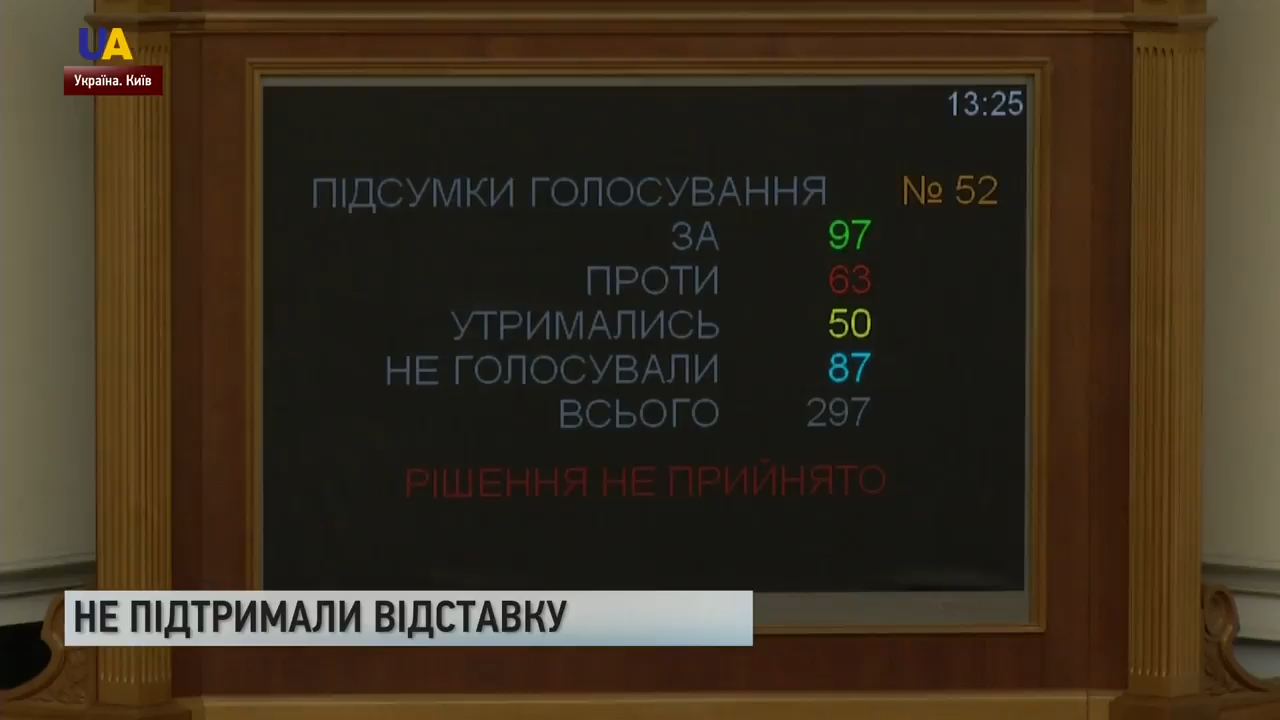 UA
Україна. Київ
13:25
ПІДСУМКИ ГОЛОСУВАННЯ № 52
ЗА 97
ПРОТИ 63
УТРИМАЛИСЬ 50
НЕ ГОЛОСУВАЛИ 87
ВСЬОГО 297
РІШЕННЯ НЕ ПРИЙНЯТО
НЕ ПІДТРИМАЛИ ВІДСТАВКУ